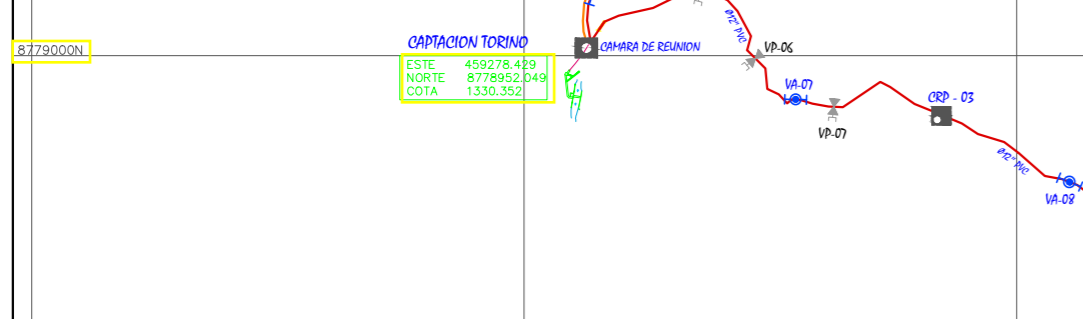 Ø12" PVC
CAPTACION TORINO
8779000N
CAMARA DE REUNION
VP-06
ESTE 459278.429
NORTE 8778952.049
COTA 1330.352
VA-07
CRP - 03
VP-07
Ø12" PVC
VA-08